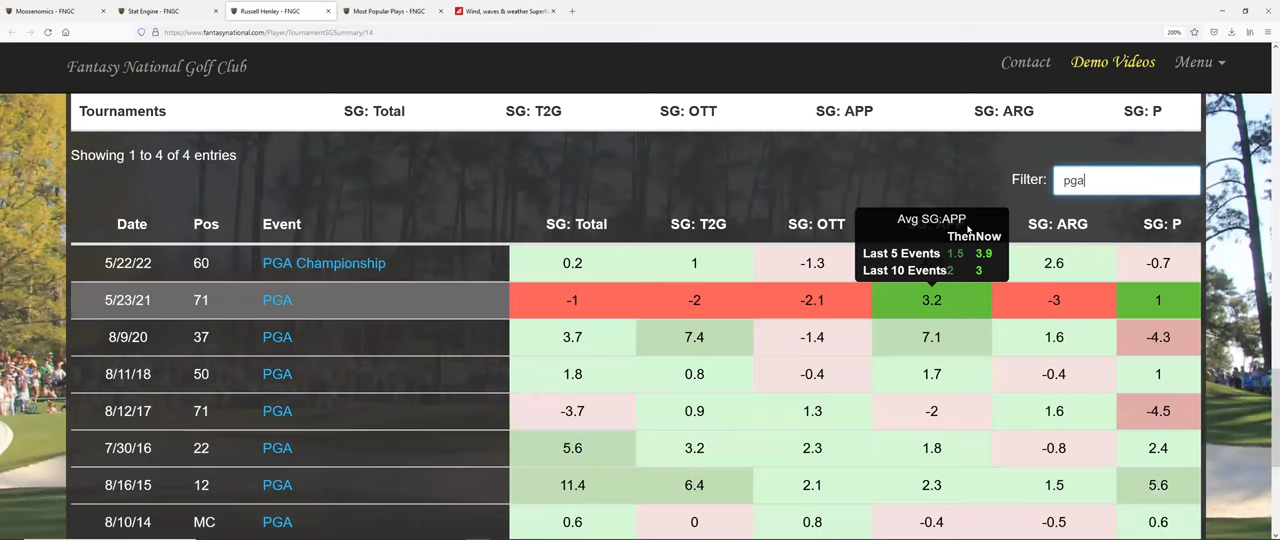 Moosenomics - FNGC
Stat Engine - FNGC
Russell Henley - FNGC
Most Popular Plays - FNGC
Wind, waves & weather Superf
https://www.fantasynational.com/Player/TournamentSGSummary/14
200%
Fantasy National Golf Club
Contact Demo Videos Menu
Tournaments SG: Total SG: T2G SG: OTT SG: APP SG: ARG SG: P
Showing 1 to 4 of 4 entries
Filter: pga
Date Pos Event SG: Total SG: T2G SG: OTT SG: ARG SG: P
Avg SG:APP
Then Now
Last 5 Events 1.5 3.9
Last 10 Events 2 3
5/22/22 60 PGA Championship 0.2 1 -1.3 2.6 -0.7
5/23/21 71 PGA -1 -2 -2.1 3.2 -3 1
8/9/20 37 PGA 3.7 7.4 -1.4 7.1 1.6 -4.3
8/11/18 50 PGA 1.8 0.8 -0.4 1.7 -0.4 1
8/12/17 71 PGA -3.7 0.9 1.3 -2 1.6 -4.5
7/30/16 22 PGA 5.6 3.2 2.3 1.8 -0.8 2.4
8/16/15 12 PGA 11.4 6.4 2.1 2.3 1.5 5.6
8/10/14 MC PGA 0.6 0 0.8 -0.4 -0.5 0.6